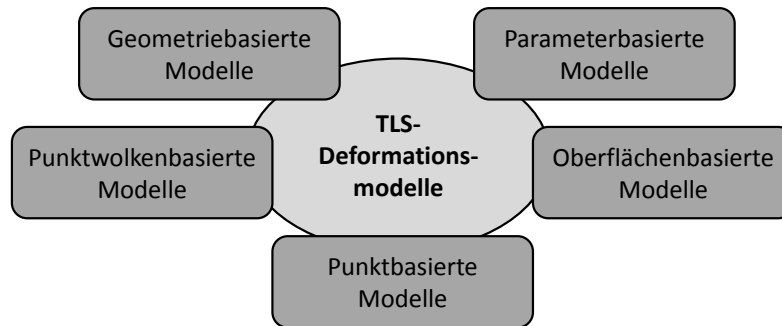 Geometriebasierte
Modelle
Parameterbasierte
Modelle
TLS-
Deformations-
modelle
Punktwolkenbasierte
Modelle
Oberflächenbasierte
Modelle
Punktbasierte
Modelle